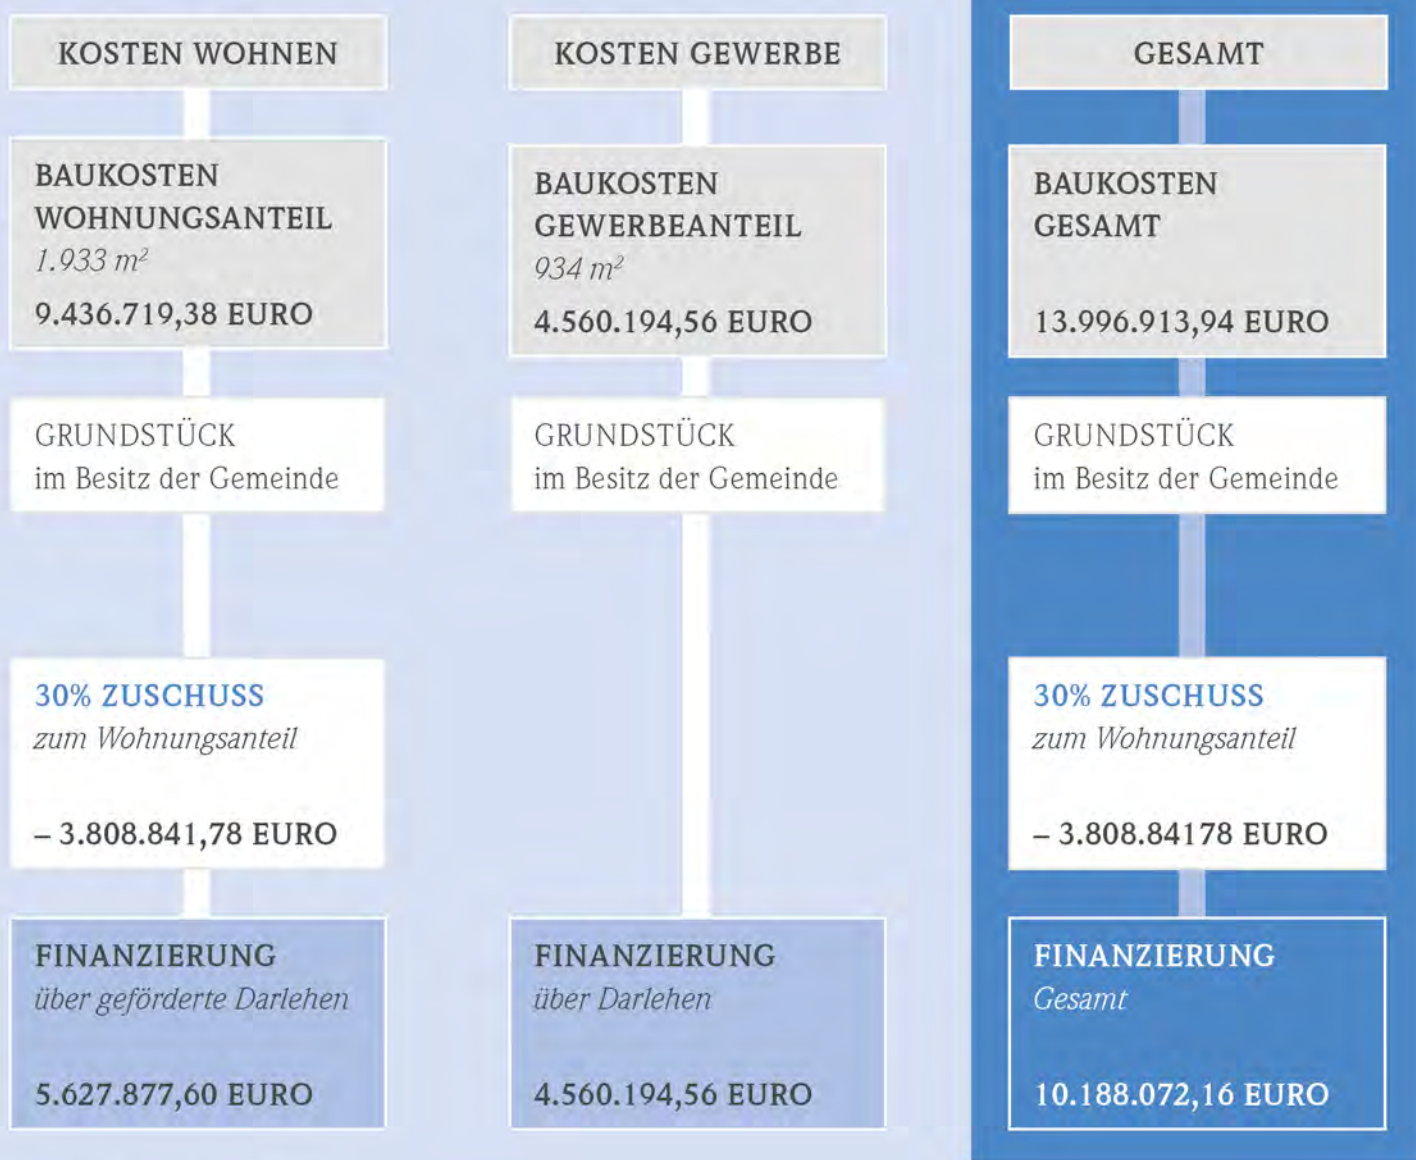 KOSTEN WOHNEN
BAUKOSTEN
WOHNUNGSANTEIL
1.933 m²
9.436.719,38 EURO
GRUNDSTÜCK
im Besitz der Gemeinde
30% ZUSCHUSS
zum Wohnungsanteil
– 3.808.841,78 EURO
FINANZIERUNG
über geförderte Darlehen
5.627.877,60 EURO
KOSTEN GEWERBE
BAUKOSTEN
GEWERBEANTEIL
934 m²
4.560.194,56 EURO
GRUNDSTÜCK
im Besitz der Gemeinde
FINANZIERUNG
über Darlehen
4.560.194,56 EURO
GESAMT
BAUKOSTEN
GESAMT
13.996.913,94 EURO
GRUNDSTÜCK
im Besitz der Gemeinde
30% ZUSCHUSS
zum Wohnungsanteil
– 3.808.84178 EURO
FINANZIERUNG
Gesamt
10.188.072,16 EURO